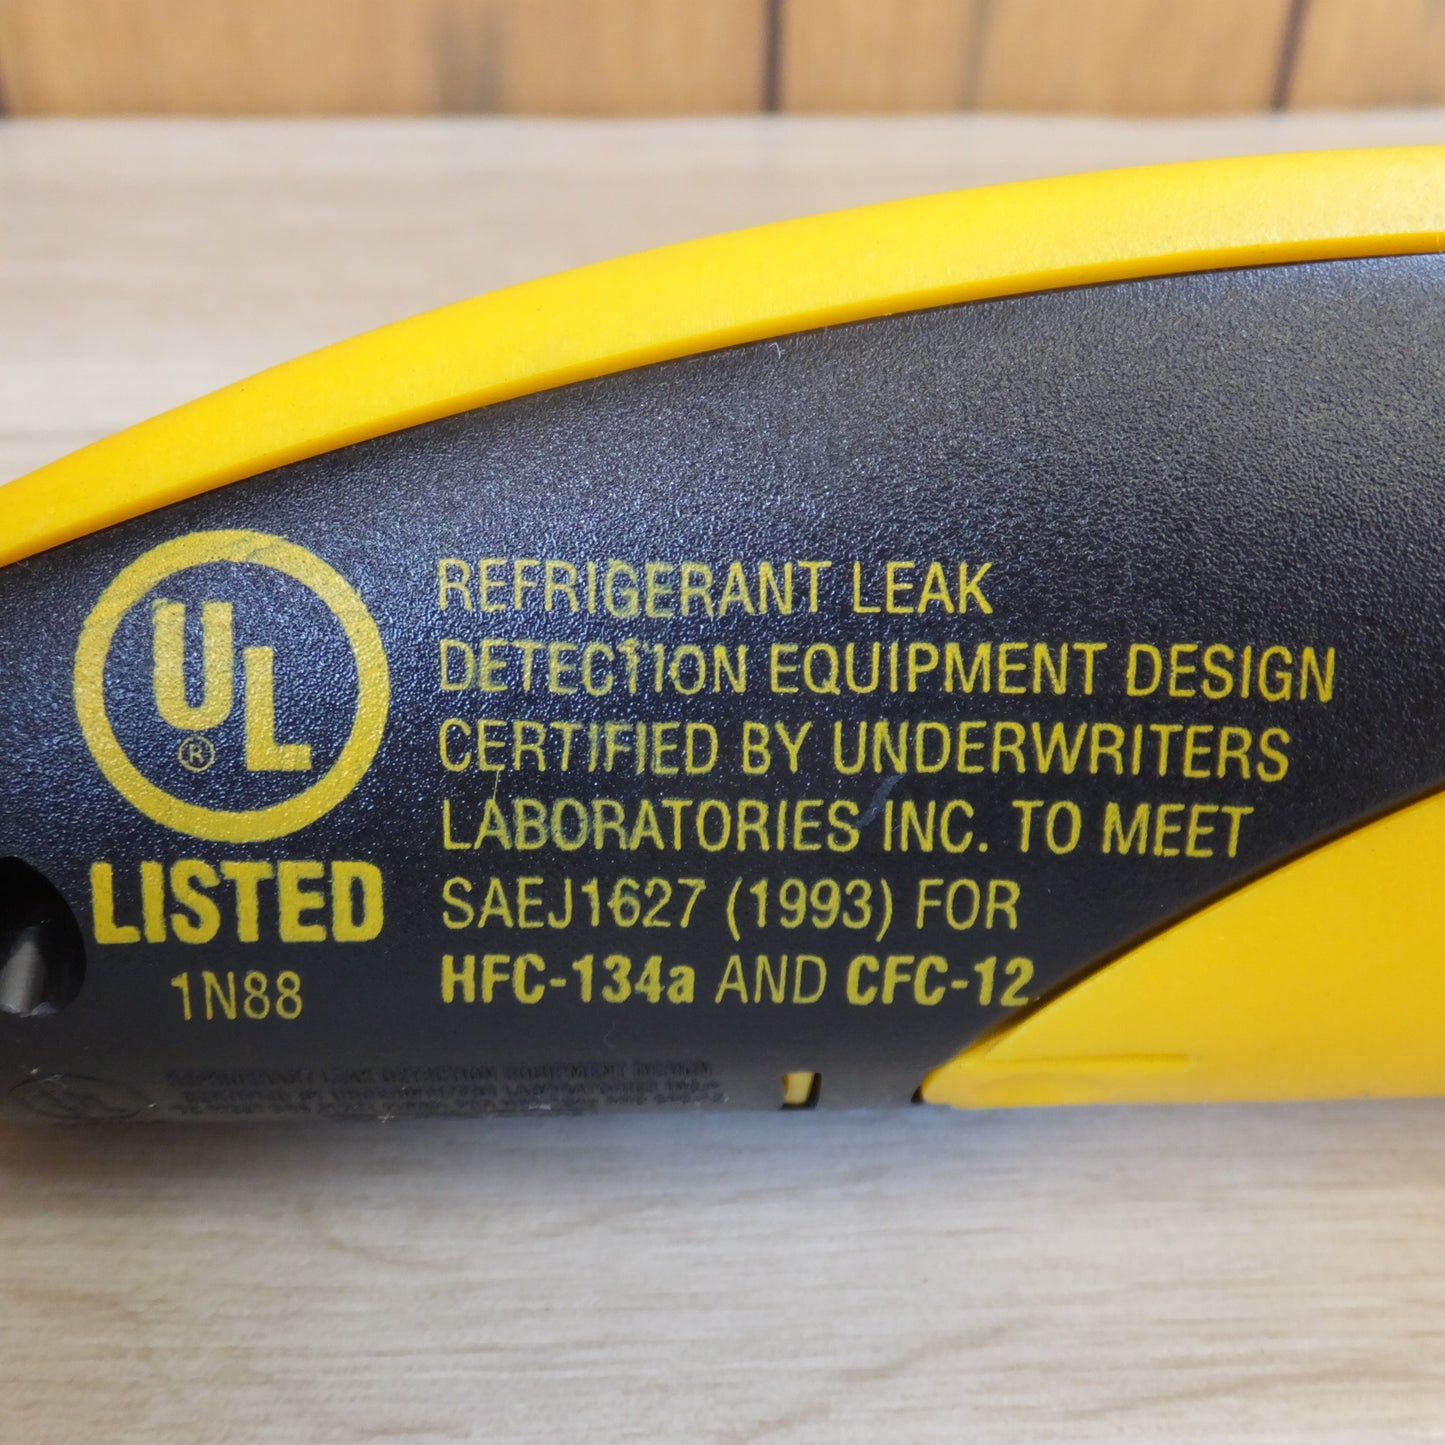 UL
®
LISTED
1N88
REFRIGERANT LEAK
DETECTION EQUIPMENT DESIGN
CERTIFIED BY UNDERWRITERS
LABORATORIES INC. TO MEET
SAEJ1627 (1993) FOR
HFC-134a AND CFC-12.